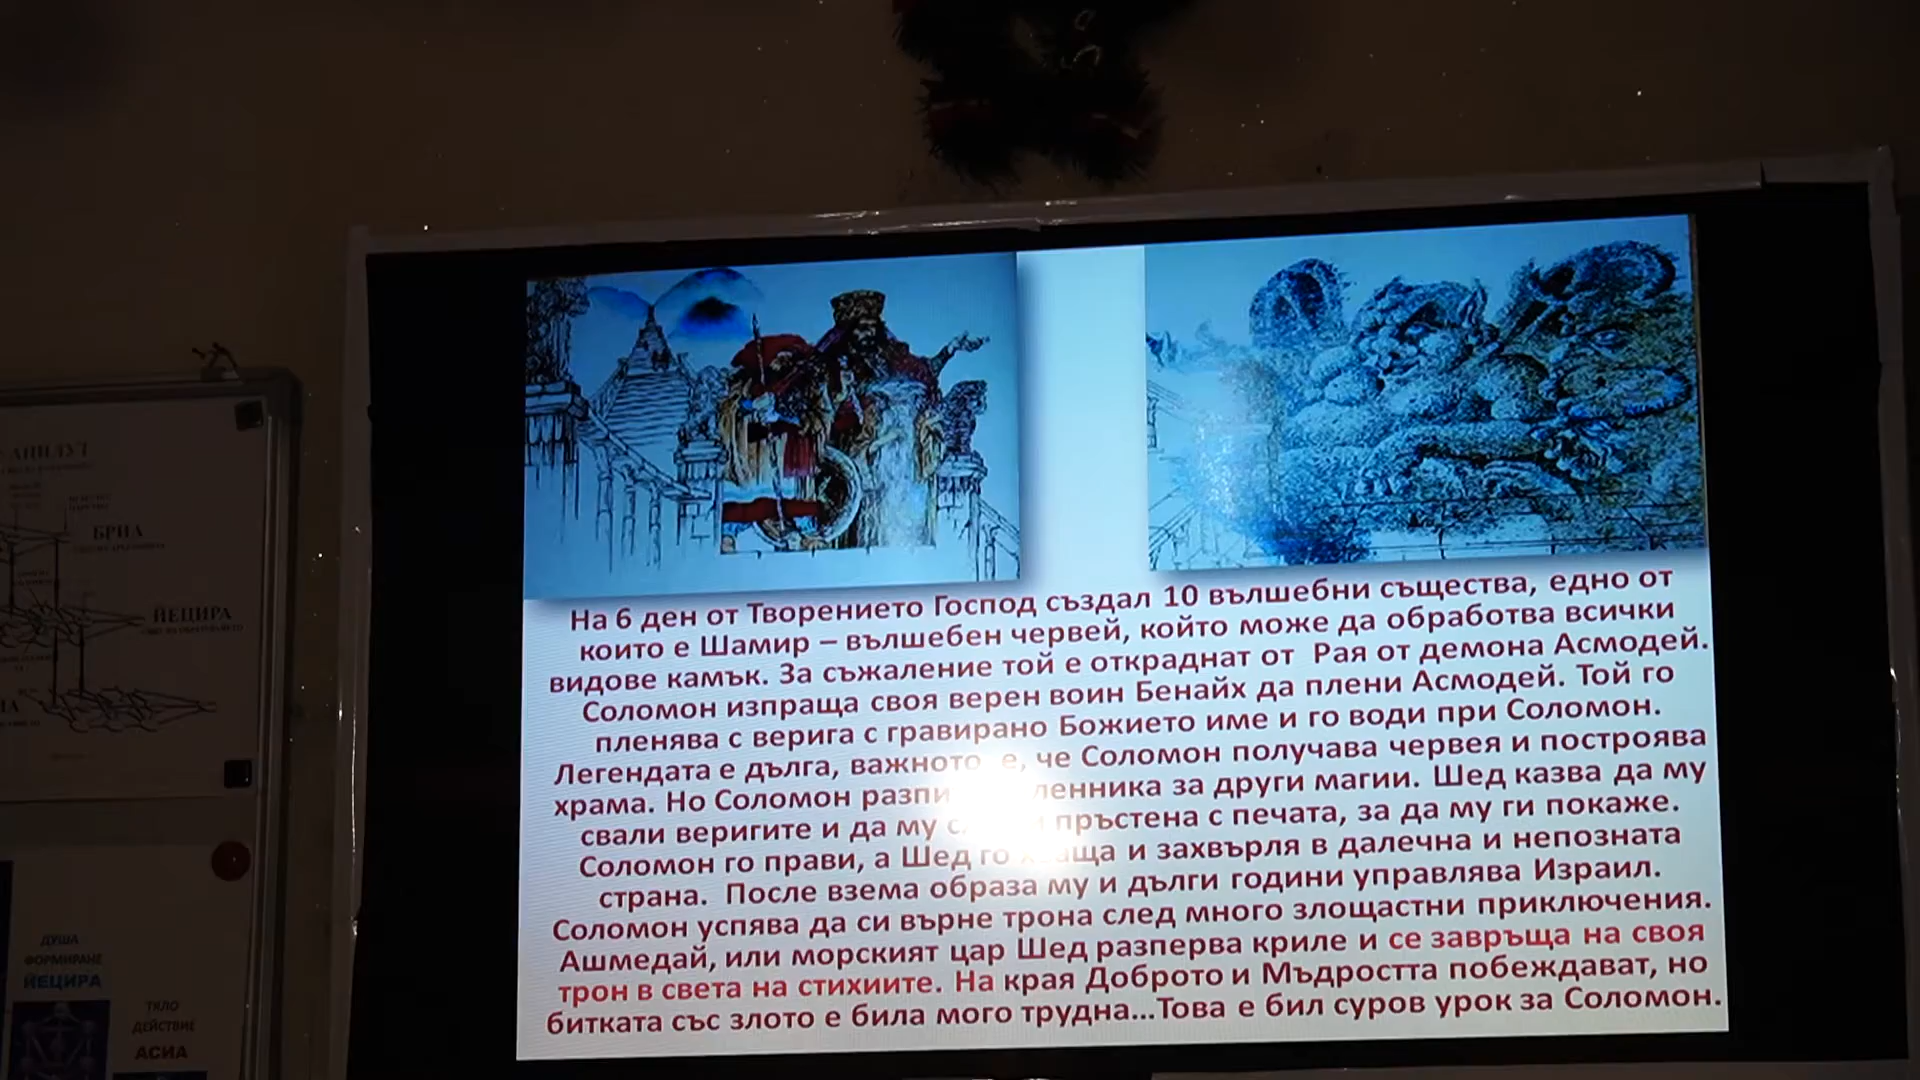 На 6 ден от Творението Господ създал 10 вълшебни същества, едно от
които е Шамир – вълшебен червей, който може да обработва всички
видове камък. За съжаление той е откраднат от Рая от демона Асмодей.
Соломон изпраща своя верен воин Бенайх да плени Асмодей. Той го
пленява с верига с гравирано Божието име и го води при Соломон.
Легендата е дълга, важното е, че Соломон получава червея и построява
храма. Но Соломон за други магии. Шед казва да му
свали веригите и да му пръстена с печата, за да му ги покаже.
Соломон го прави, а Шед го и захвърля в далечна и непозната
страна. После взема образа му и дълги години управлява Израил.
Соломон успява да си върне трона след много злощастни приключения.
Ашмедай, или морският цар Шед разперва криле и се завръща на своя
трон в света на стихиите. На края Доброто и Мъдростта побеждават, но
битката със злото е била мого трудна...Това е бил суров урок за Соломон.
БРИА
ЙЕЦИРА
ДУША
ФОРМИРАНЕ
ЙЕЦИРА
ТЯЛО
ДЕЙСТВИЕ
АСИА